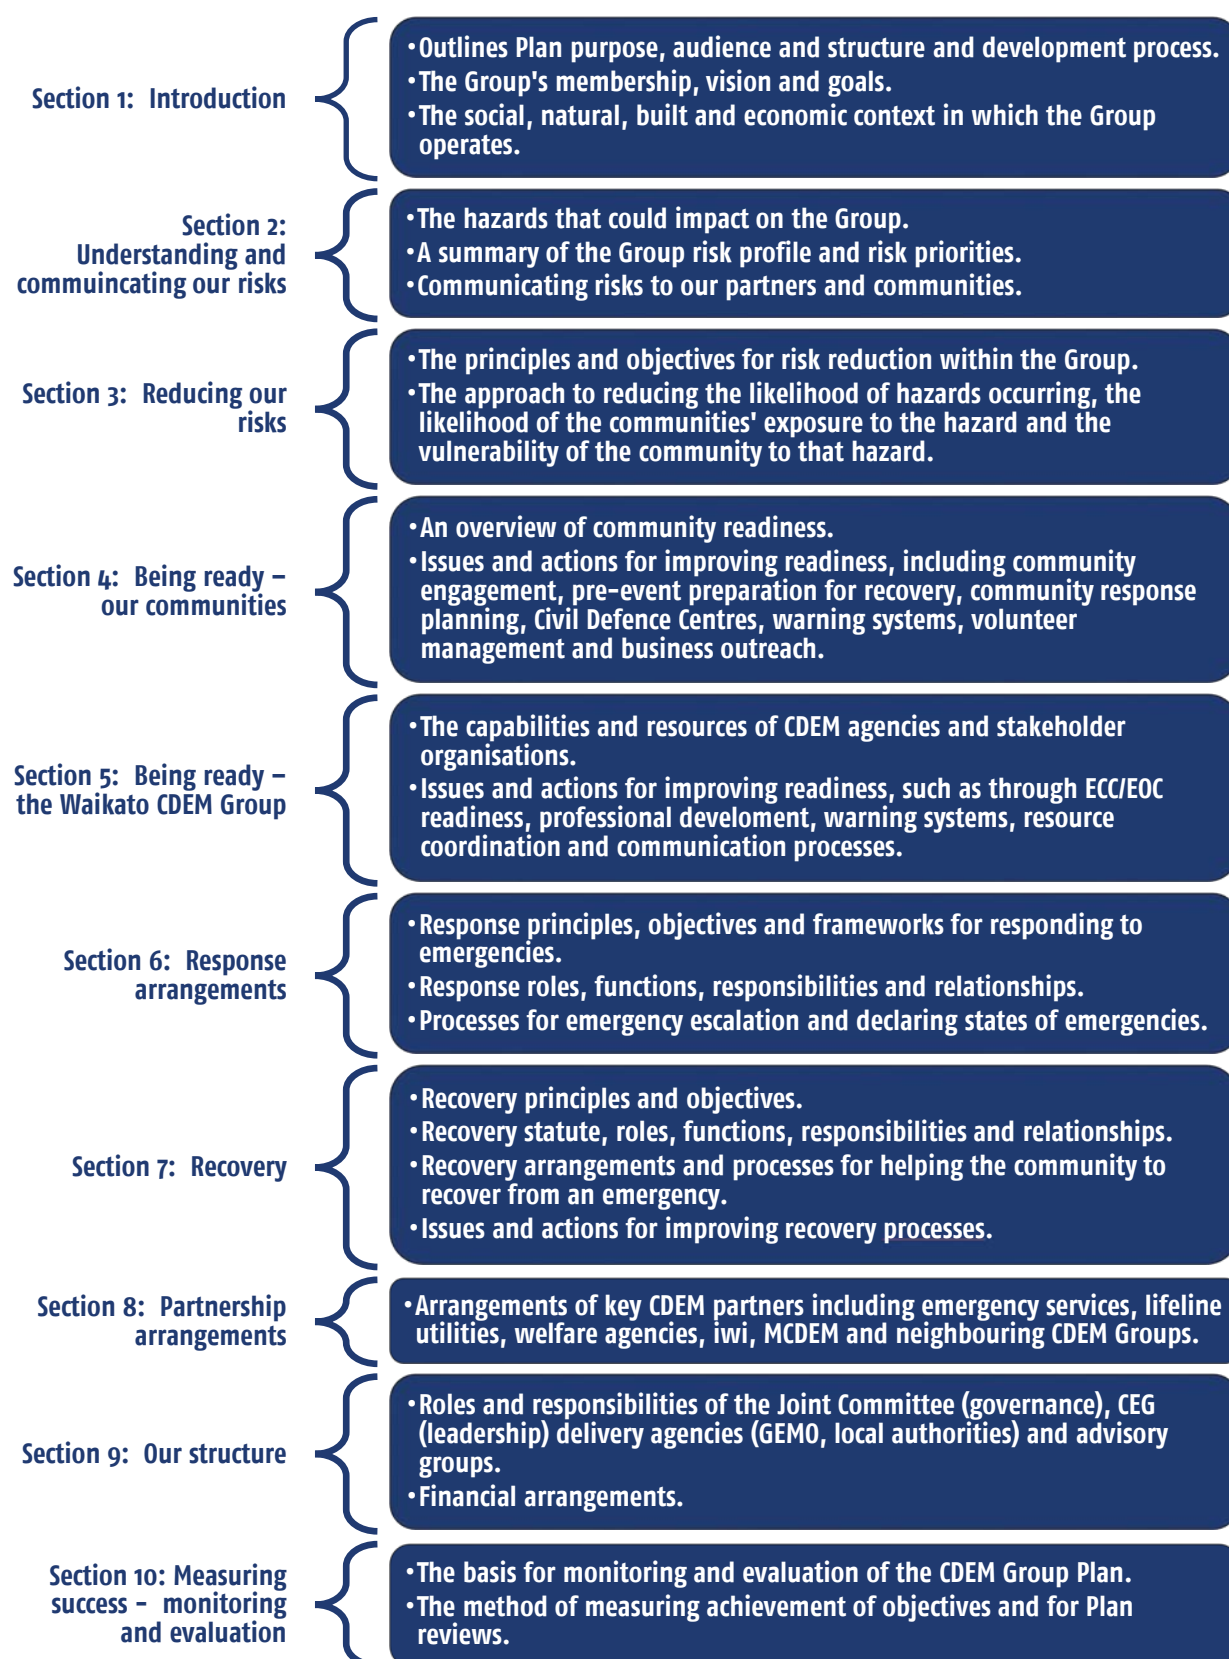 Section 1: Introduction
•Outlines Plan purpose, audience and structure and development process.
•The Group's membership, vision and goals.
•The social, natural, built and economic context in which the Group
operates.
Section 2:
Understanding and
commuincating our risks
•The hazards that could impact on the Group.
•A summary of the Group risk profile and risk priorities.
•Communicating risks to our partners and communities.
Section 3: Reducing our
risks
•The principles and objectives for risk reduction within the Group.
•The approach to reducing the likelihood of hazards occurring, the
likelihood of the communities' exposure to the hazard and the
vulnerability of the community to that hazard.
Section 4: Being ready –
our communities
•An overview of community readiness.
•Issues and actions for improving readiness, including community
engagement, pre-event preparation for recovery, community response
planning, Civil Defence Centres, warning systems, volunteer
management and business outreach.
Section 5: Being ready –
the Waikato CDEM Group
•The capabilities and resources of CDEM agencies and stakeholder
organisations.
•Issues and actions for improving readiness, such as through ECC/EOC
readiness, professional develoment, warning systems, resource
coordination and communication processes.
Section 6: Response
arrangements
•Response principles, objectives and frameworks for responding to
emergencies.
•Response roles, functions, responsibilities and relationships.
•Processes for emergency escalation and declaring states of emergencies.
Section 7: Recovery
•Recovery principles and objectives.
•Recovery statute, roles, functions, responsibilities and relationships.
•Recovery arrangements and processes for helping the community to
recover from an emergency.
•Issues and actions for improving recovery processes.
Section 8: Partnership
arrangements
•Arrangements of key CDEM partners including emergency services, lifeline
utilities, welfare agencies, iwi, MCDEM and neighbouring CDEM Groups.
Section 9: Our structure
•Roles and responsibilities of the Joint Committee (governance), CEG
(leadership) delivery agencies (GEMO, local authorities) and advisory
groups.
•Financial arrangements.
Section 10: Measuring
success - monitoring
and evaluation
•The basis for monitoring and evaluation of the CDEM Group Plan.
•The method of measuring achievement of objectives and for Plan
reviews.